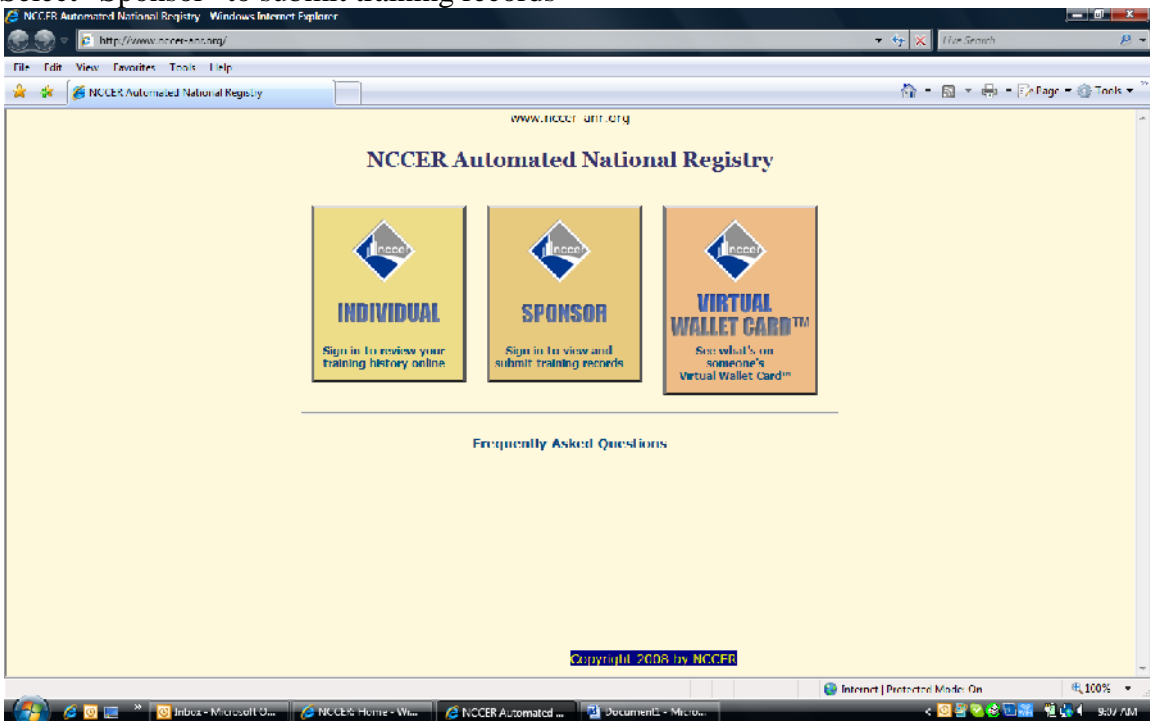 Select "Sponsor" to submit training records
NCCER Automated National Registry - Windows Internet Explorer
http://www.nccer-anr.org/
Live Search
File Edit View Favorites Tools Help
NCCER Automated National Registry
Page Tools
www.nccer-anr.org
NCCER Automated National Registry
nccer nccer nccer
INDIVIDUAL
Sign in to review your
training history online
SPONSOR
Sign in to view and
submit training records
VIRTUAL
WALLET CARD™
See what's on
someone's
Virtual Wallet Card™
Frequently Asked Questions
Copyright 2008 by NCCER
Internet | Protected Mode: On
100%
Inbox - Microsoft O...
NCCER: Home - Wi...
NCCER Automated ...
Document1 - Micro...
9:07 AM